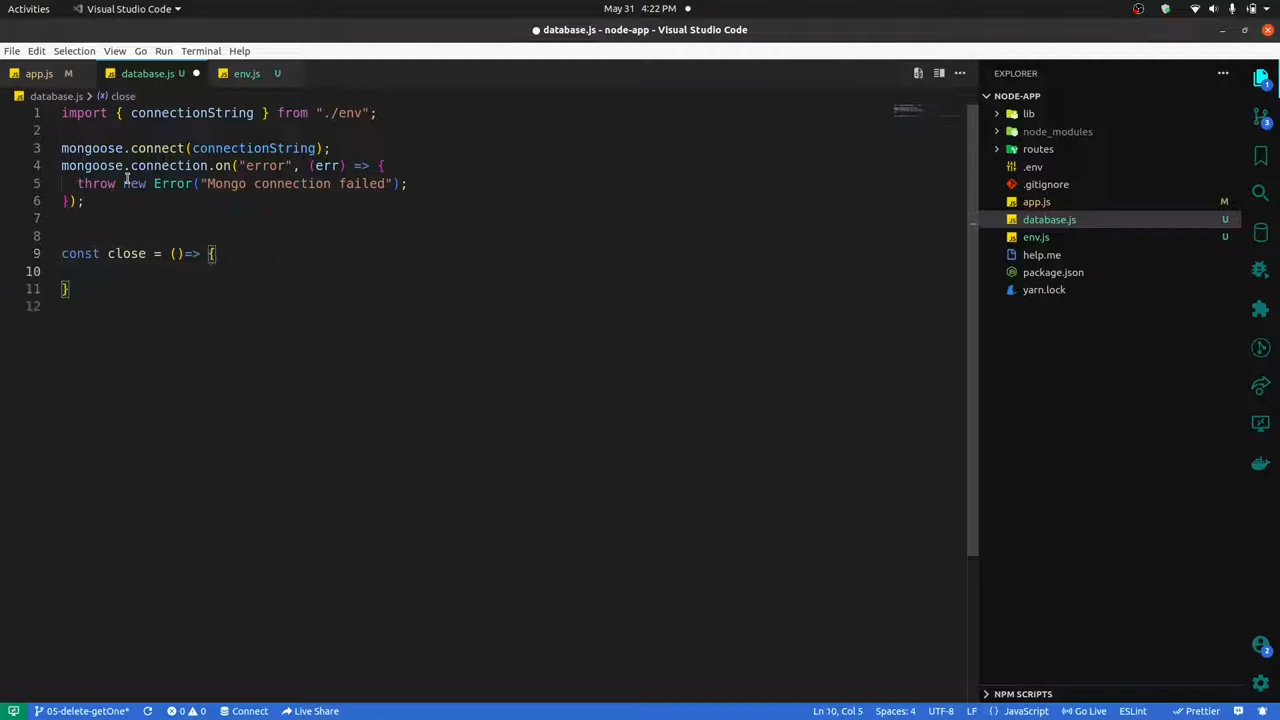 Activities
Visual Studio Code
May 31 4:22 PM
database.js - node-app - Visual Studio Code
File Edit Selection View Go Run Terminal Help
app.js M
database.js U
env.js U
database.js > (x) close
1 import { connectionString } from "./env";
2
3 mongoose.connect(connectionString);
4 mongoose.connection.on("error", (err) => {
5 throw new Error("Mongo connection failed");
6 });
7
8
9 const close = ()=> {
10
11 }
12
EXPLORER
NODE-APP
lib
node_modules
routes
.env
.gitignore
app.js M
database.js U
env.js U
help.me
package.json
yarn.lock
NPM SCRIPTS
1
3
2
05-delete-getOne* 0 0 Connect Live Share Ln 10, Col 5 Spaces: 4 UTF-8 LF JavaScript Go Live ESLint Prettier